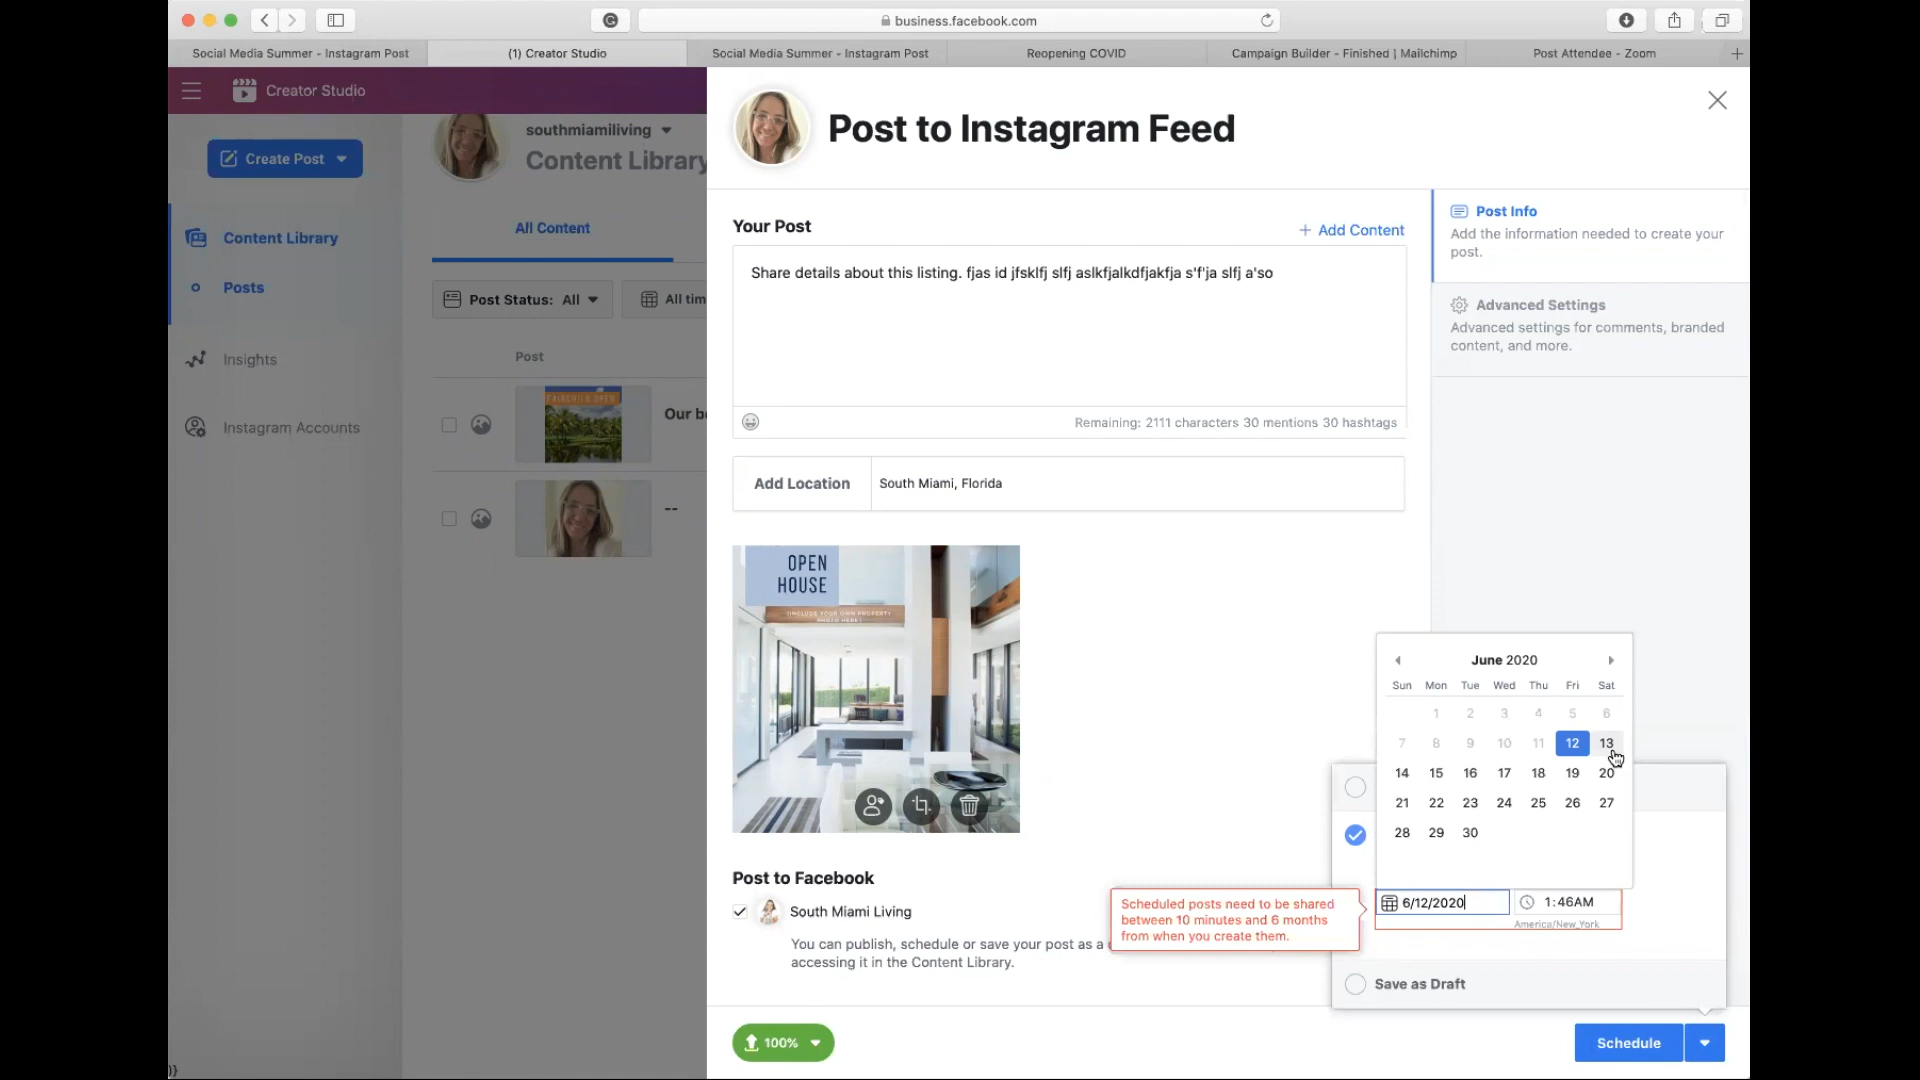 business.facebook.com
Social Media Summer - Instagram Post
(1) Creator Studio
Social Media Summer - Instagram Post
Reopening COVID
Campaign Builder - Finished | Mailchimp
Post Attendee - Zoom
Creator Studio
Create Post
Content Library
Posts
Insights
Instagram Accounts
southmiamiliving
Content Library
All Content
Post Status: All
All tim
Post
FAIRCHILD OPEN
Our b
--
Post to Instagram Feed
Your Post
+ Add Content
Share details about this listing. fjas id jfsklfj slfj aslkfjalkdfjakfja s'f'ja slfj a'so
Remaining: 2111 characters 30 mentions 30 hashtags
Add Location
South Miami, Florida
OPEN
HOUSE
(INCLUDE YOUR OWN PROPERTY
PHOTO HERE)
Post to Facebook
South Miami Living
You can publish, schedule or save your post as a
accessing it in the Content Library.
100%
Post Info
Add the information needed to create your
post.
Advanced Settings
Advanced settings for comments, branded
content, and more.
June 2020
Sun Mon Tue Wed Thu Fri Sat
1 2 3 4 5 6
7 8 9 10 11 12 13
14 15 16 17 18 19 20
21 22 23 24 25 26 27
28 29 30
Scheduled posts need to be shared
between 10 minutes and 6 months
from when you create them.
6/12/2020
1:46AM
America/New_York
Save as Draft
Schedule
)}